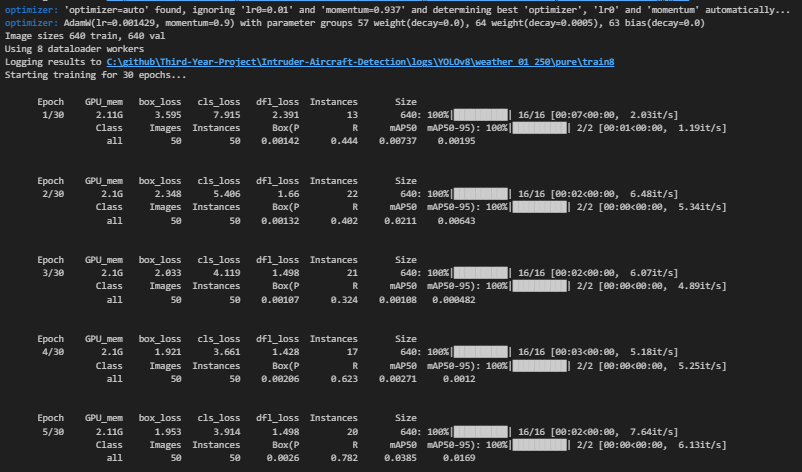 optimizer: 'optimizer=auto' found, ignoring 'lr0=0.01' and 'momentum=0.937' and determining best 'optimizer', 'lr0' and 'momentum' automatically...
optimizer: AdamW(lr=0.001429, momentum=0.9) with parameter groups 57 weight(decay=0.0), 64 weight(decay=0.0005), 63 bias(decay=0.0)
Image sizes 640 train, 640 val
Using 8 dataloader workers
Logging results to C:\github\Third-Year-Project\Intruder-Aircraft-Detection\logs\YOLOv8\weather_01_250\pure\train8
Starting training for 30 epochs...
Epoch GPU_mem box_loss cls_loss dfl_loss Instances Size
1/30 2.11G 3.595 7.915 2.391 13 640: 100%|██████████| 16/16 [00:07<00:00, 2.03it/s]
Class Images Instances Box(P R mAP50 mAP50-95): 100%|██████████| 2/2 [00:01<00:00, 1.19it/s]
all 50 50 0.00142 0.444 0.00737 0.00195
Epoch GPU_mem box_loss cls_loss dfl_loss Instances Size
2/30 2.1G 2.348 5.406 1.66 22 640: 100%|██████████| 16/16 [00:02<00:00, 6.48it/s]
Class Images Instances Box(P R mAP50 mAP50-95): 100%|██████████| 2/2 [00:00<00:00, 5.34it/s]
all 50 50 0.00132 0.402 0.0211 0.00643
Epoch GPU_mem box_loss cls_loss dfl_loss Instances Size
3/30 2.1G 2.033 4.119 1.498 21 640: 100%|██████████| 16/16 [00:02<00:00, 6.07it/s]
Class Images Instances Box(P R mAP50 mAP50-95): 100%|██████████| 2/2 [00:00<00:00, 4.89it/s]
all 50 50 0.00107 0.324 0.00108 0.000482
Epoch GPU_mem box_loss cls_loss dfl_loss Instances Size
4/30 2.1G 1.921 3.661 1.428 17 640: 100%|██████████| 16/16 [00:03<00:00, 5.18it/s]
Class Images Instances Box(P R mAP50 mAP50-95): 100%|██████████| 2/2 [00:00<00:00, 5.25it/s]
all 50 50 0.00206 0.623 0.00271 0.0012
Epoch GPU_mem box_loss cls_loss dfl_loss Instances Size
5/30 2.11G 1.953 3.914 1.498 20 640: 100%|██████████| 16/16 [00:02<00:00, 7.64it/s]
Class Images Instances Box(P R mAP50 mAP50-95): 100%|██████████| 2/2 [00:00<00:00, 6.13it/s]
all 50 50 0.0026 0.782 0.0385 0.0169